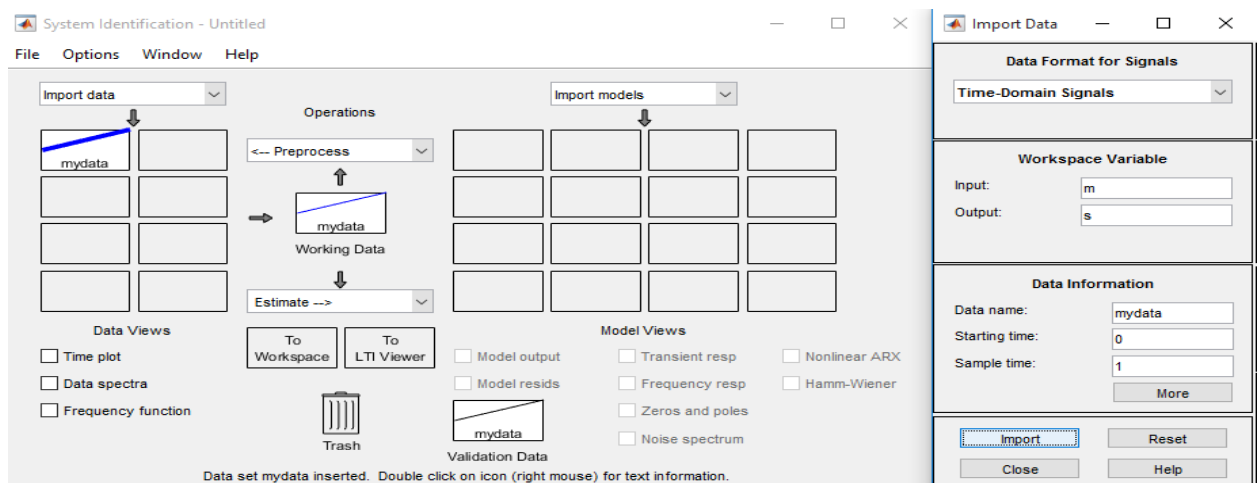 System Identification - Untitled
File Options Window Help
Import data
Operations
Import models
mydata
<-- Preprocess
mydata
Working Data
Estimate -->
Data Views
Time plot
Data spectra
Frequency function
To Workspace
To LTI Viewer
Trash
Model Views
Model output
Transient resp
Nonlinear ARX
Model resids
Frequency resp
Hamm-Wiener
Zeros and poles
Noise spectrum
mydata
Validation Data
Data set mydata inserted. Double click on icon (right mouse) for text information.
Import Data
Data Format for Signals
Time-Domain Signals
Workspace Variable
Input: m
Output: s
Data Information
Data name: mydata
Starting time: 0
Sample time: 1
More
Import Reset
Close Help